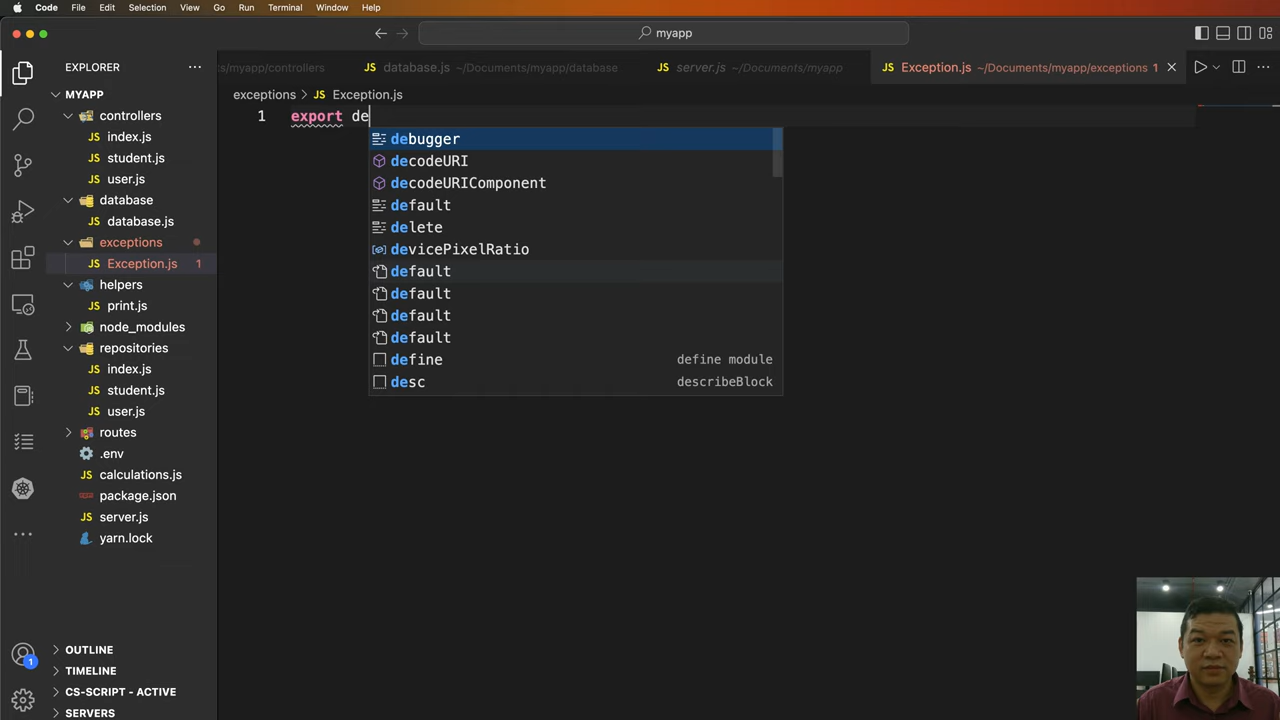 Code File Edit Selection View Go Run Terminal Window Help
myapp
EXPLORER
t/myapp/controllers
database.js ~/Documents/myapp/database
server.js ~/Documents/myapp
Exception.js ~/Documents/myapp/exceptions 1
MYAPP
exceptions > Exception.js
controllers
index.js
student.js
user.js
database
database.js
exceptions
Exception.js 1
helpers
print.js
node_modules
repositories
index.js
student.js
user.js
routes
.env
calculations.js
package.json
server.js
yarn.lock
OUTLINE
TIMELINE
CS-SCRIPT - ACTIVE
SERVERS
1
1 export de
debugger
decodeURI
decodeURIComponent
default
delete
devicePixelRatio
default
default
default
default
define define module
desc describeBlock